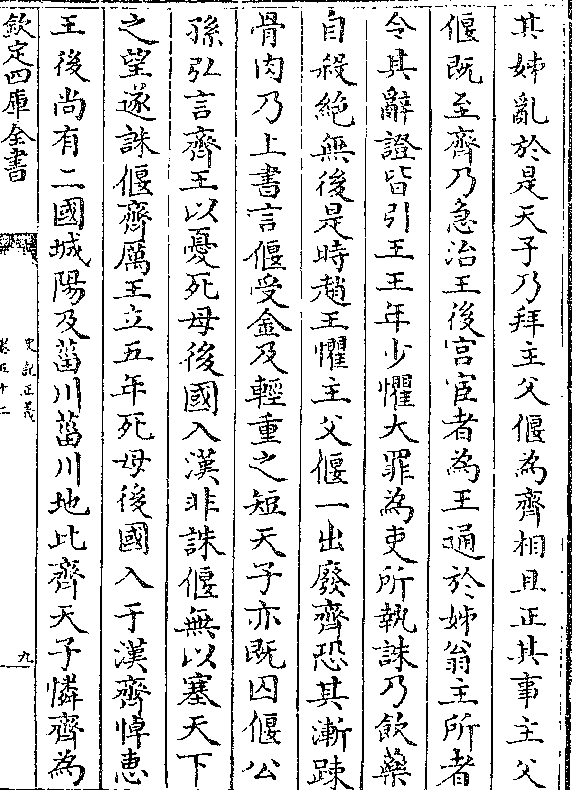 其姊亂於是天子乃拜主父偃為齊相且正其事主父
偃既至齊乃急治王後宮宦者為王通於姊翁主所者
令其辭證皆引王王年少懼大罪為吏所執誅乃飲藥
自殺絶無後是時趙王懼主父偃一出廢齊恐其漸踈
骨肉乃上書言偃受金及輕重之短天子亦既囚偃公
孫弘言齊王以憂死毋後國入漢非誅偃無以塞天下
之望遂誅偃齊厲王立五年死毋後國入于漢齊悼惠
王後尚有二國城陽及菑川菑川地比齊天子憐齊為
欽定四庫全書
史記正義
卷五十二
九